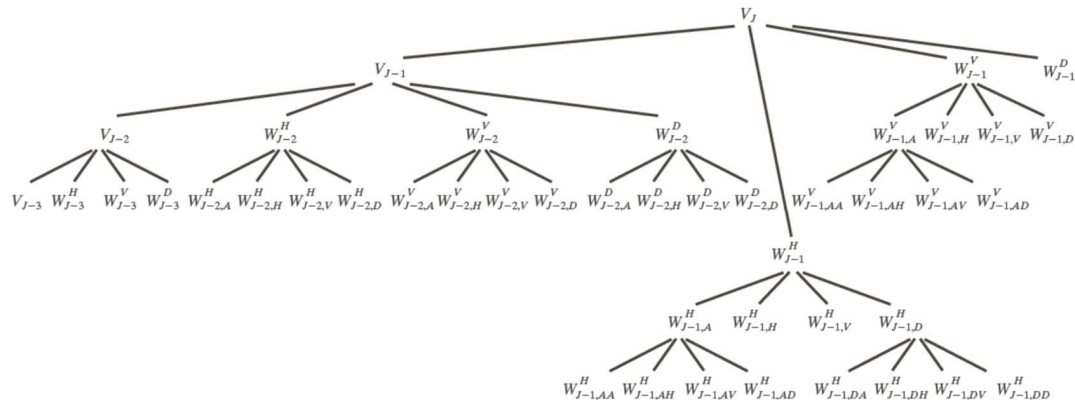 V_J
V_{J−1} W^V_{J−1} W^D_{J−1}
V_{J−2} W^H_{J−2} W^V_{J−2} W^D_{J−2} W^V_{J−1,A} W^V_{J−1,H} W^V_{J−1,V} W^V_{J−1,D}
V_{J−3} W^H_{J−3} W^V_{J−3} W^D_{J−3} W^H_{J−2,A} W^H_{J−2,H} W^H_{J−2,V} W^H_{J−2,D} W^V_{J−2,A} W^V_{J−2,H} W^V_{J−2,V} W^V_{J−2,D} W^D_{J−2,A} W^D_{J−2,H} W^D_{J−2,V} W^D_{J−2,D} W^V_{J−1,AA} W^V_{J−1,AH} W^V_{J−1,AV} W^V_{J−1,AD}
W^H_{J−1}
W^H_{J−1,A} W^H_{J−1,H} W^H_{J−1,V} W^H_{J−1,D}
W^H_{J−1,AA} W^H_{J−1,AH} W^H_{J−1,AV} W^H_{J−1,AD} W^H_{J−1,DA} W^H_{J−1,DH} W^H_{J−1,DV} W^H_{J−1,DD}